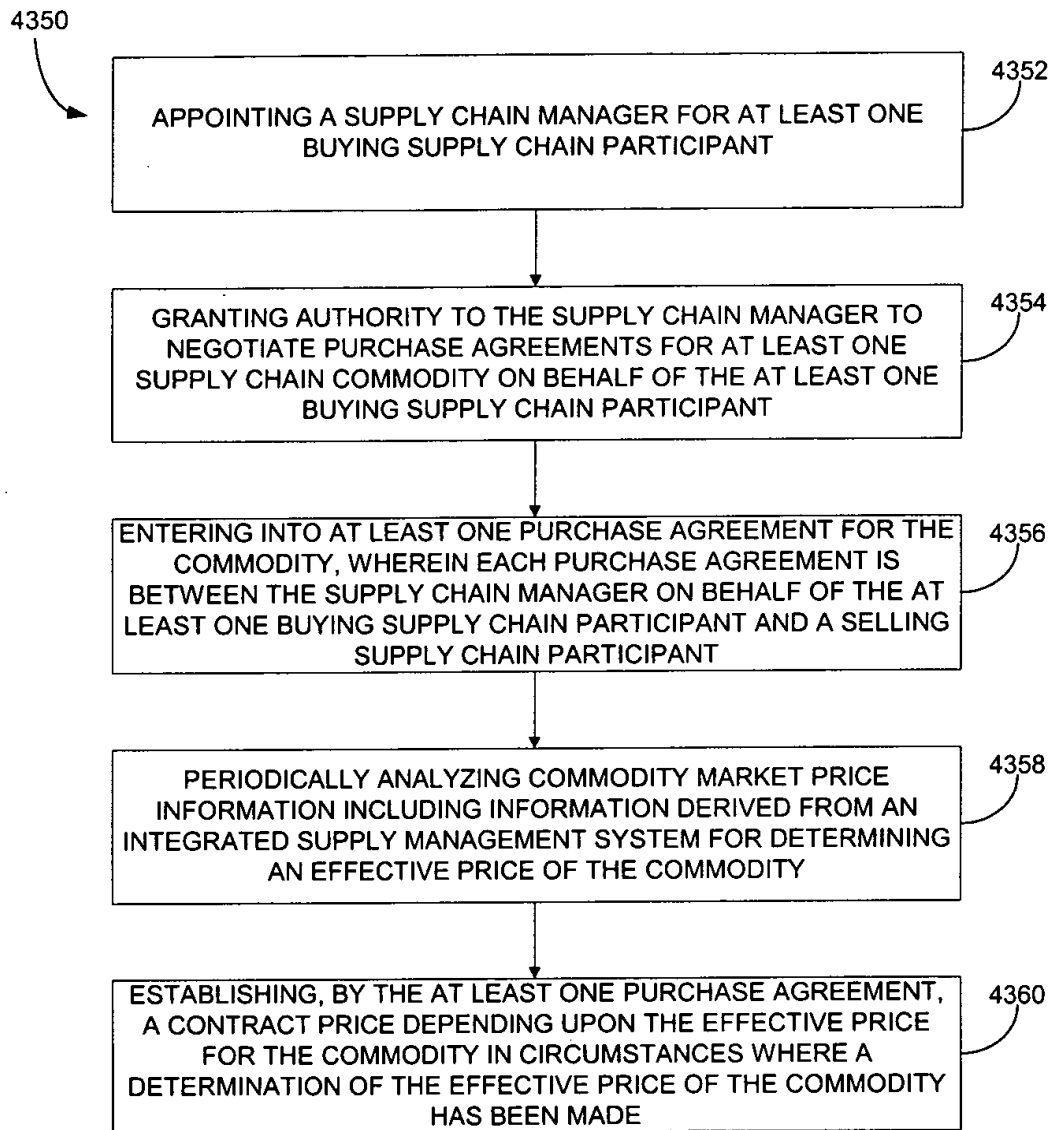 4350
4352
APPOINTING A SUPPLY CHAIN MANAGER FOR AT LEAST ONE
BUYING SUPPLY CHAIN PARTICIPANT
4354
GRANTING AUTHORITY TO THE SUPPLY CHAIN MANAGER TO
NEGOTIATE PURCHASE AGREEMENTS FOR AT LEAST ONE
SUPPLY CHAIN COMMODITY ON BEHALF OF THE AT LEAST ONE
BUYING SUPPLY CHAIN PARTICIPANT
4356
ENTERING INTO AT LEAST ONE PURCHASE AGREEMENT FOR THE
COMMODITY, WHEREIN EACH PURCHASE AGREEMENT IS
BETWEEN THE SUPPLY CHAIN MANAGER ON BEHALF OF THE AT
LEAST ONE BUYING SUPPLY CHAIN PARTICIPANT AND A SELLING
SUPPLY CHAIN PARTICIPANT
4358
PERIODICALLY ANALYZING COMMODITY MARKET PRICE
INFORMATION INCLUDING INFORMATION DERIVED FROM AN
INTEGRATED SUPPLY MANAGEMENT SYSTEM FOR DETERMINING
AN EFFECTIVE PRICE OF THE COMMODITY
4360
ESTABLISHING, BY THE AT LEAST ONE PURCHASE AGREEMENT,
A CONTRACT PRICE DEPENDING UPON THE EFFECTIVE PRICE
FOR THE COMMODITY IN CIRCUMSTANCES WHERE A
DETERMINATION OF THE EFFECTIVE PRICE OF THE COMMODITY
HAS BEEN MADE